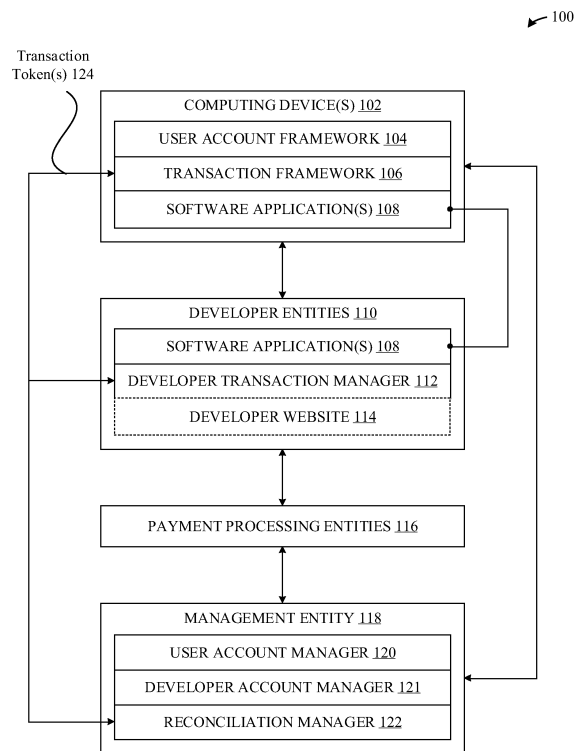 100
Transaction
Token(s) 124
COMPUTING DEVICE(S) 102
USER ACCOUNT FRAMEWORK 104
TRANSACTION FRAMEWORK 106
SOFTWARE APPLICATION(S) 108
DEVELOPER ENTITIES 110
SOFTWARE APPLICATION(S) 108
DEVELOPER TRANSACTION MANAGER 112
DEVELOPER WEBSITE 114
PAYMENT PROCESSING ENTITIES 116
MANAGEMENT ENTITY 118
USER ACCOUNT MANAGER 120
DEVELOPER ACCOUNT MANAGER 121
RECONCILIATION MANAGER 122